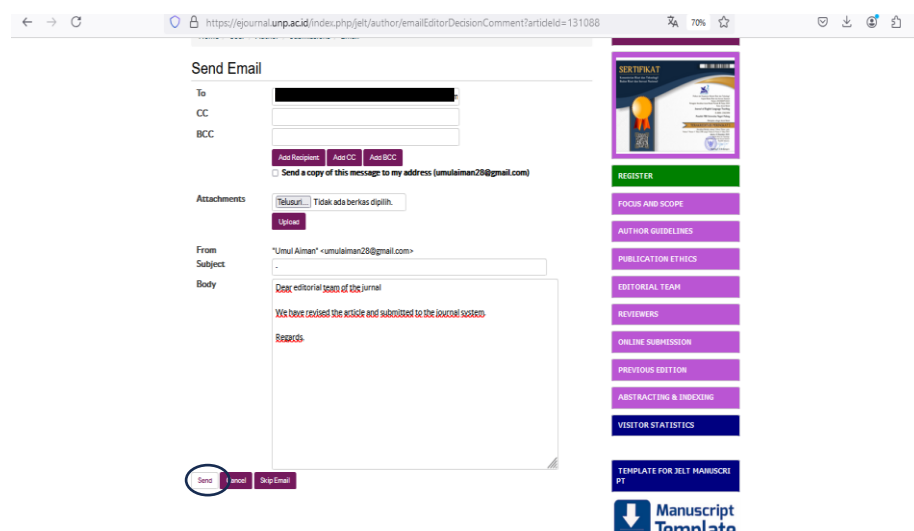 https://ejournal.unp.ac.id/index.php/jelt/author/emailEditorDecisionComment?articleId=131088
70%
Send Email
To
CC
BCC
Add Recipient Add CC Add BCC
Send a copy of this message to my address (umulaiman28@gmail.com)
Attachments
Telusuri... Tidak ada berkas dipilih.
Upload
From
"Umul Aiman" <umulaiman28@gmail.com>
Subject
-
Body
Dear editorial team of the jurnal
We have revised the article and submitted to the journal system.
Regards.
Send Cancel Skip Email
SERTIFIKAT
REGISTER
FOCUS AND SCOPE
AUTHOR GUIDELINES
PUBLICATION ETHICS
EDITORIAL TEAM
REVIEWERS
ONLINE SUBMISSION
PREVIOUS EDITION
ABSTRACTING & INDEXING
VISITOR STATISTICS
TEMPLATE FOR JELT MANUSCRI
PT
Manuscript
Template